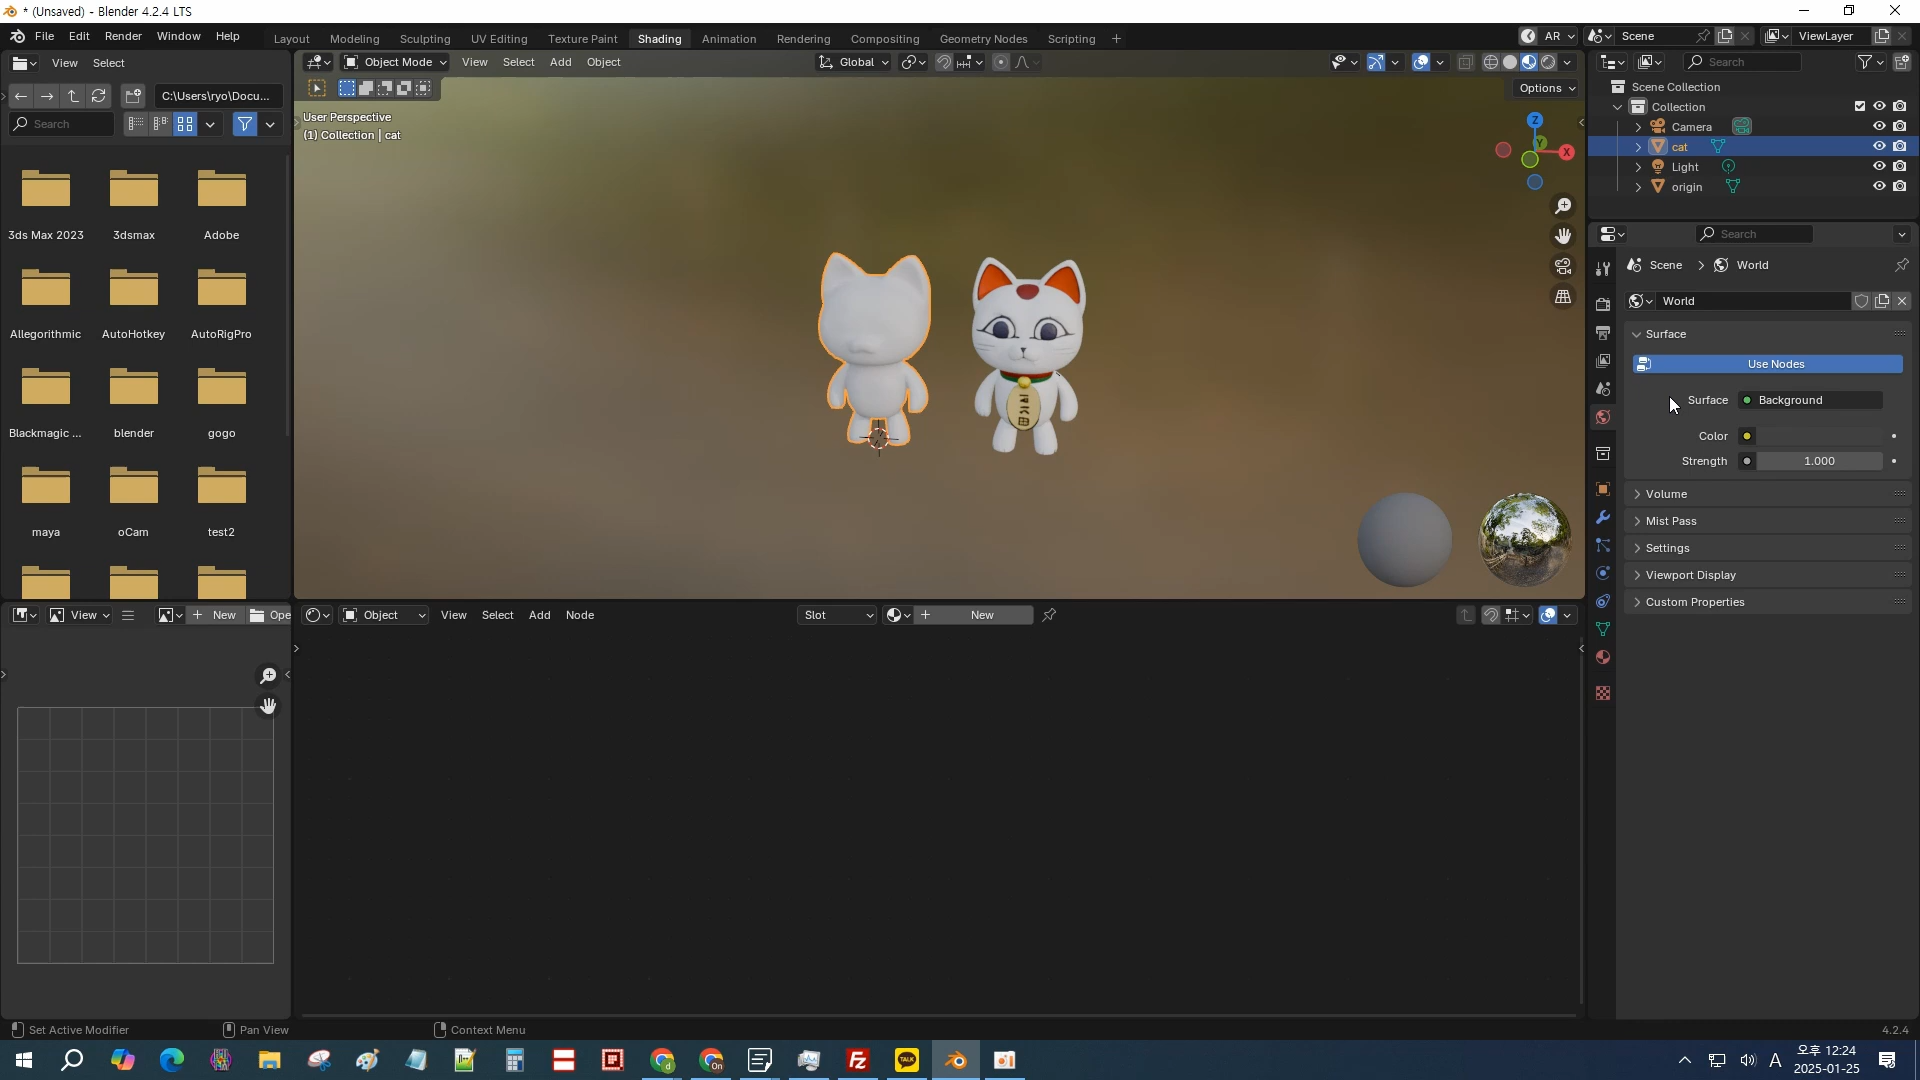 * (Unsaved) - Blender 4.2.4 LTS
File Edit Render Window Help Layout Modeling Sculpting UV Editing Texture Paint Shading Animation Rendering Compositing Geometry Nodes Scripting + AR Scene ViewLayer
View Select
Object Mode View Select Add Object Global
Search
C:\Users\ryo\Docu...
Options
Search
User Perspective
(1) Collection | cat
Z
Y
X
Scene Collection
Collection
Camera
cat
Light
origin
3ds Max 2023 3dsmax Adobe
Allegorithmic AutoHotkey AutoRigPro
Blackmagic ... blender gogo
maya oCam test2
Search
Scene > World
World
Surface
Use Nodes
Surface Background
Color
Strength 1.000
Volume
Mist Pass
Settings
Viewport Display
Custom Properties
View + New Ope
Object View Select Add Node Slot + New
Set Active Modifier Pan View Context Menu 4.2.4
d On TALK Fz A 오후 12:24
2025-01-25